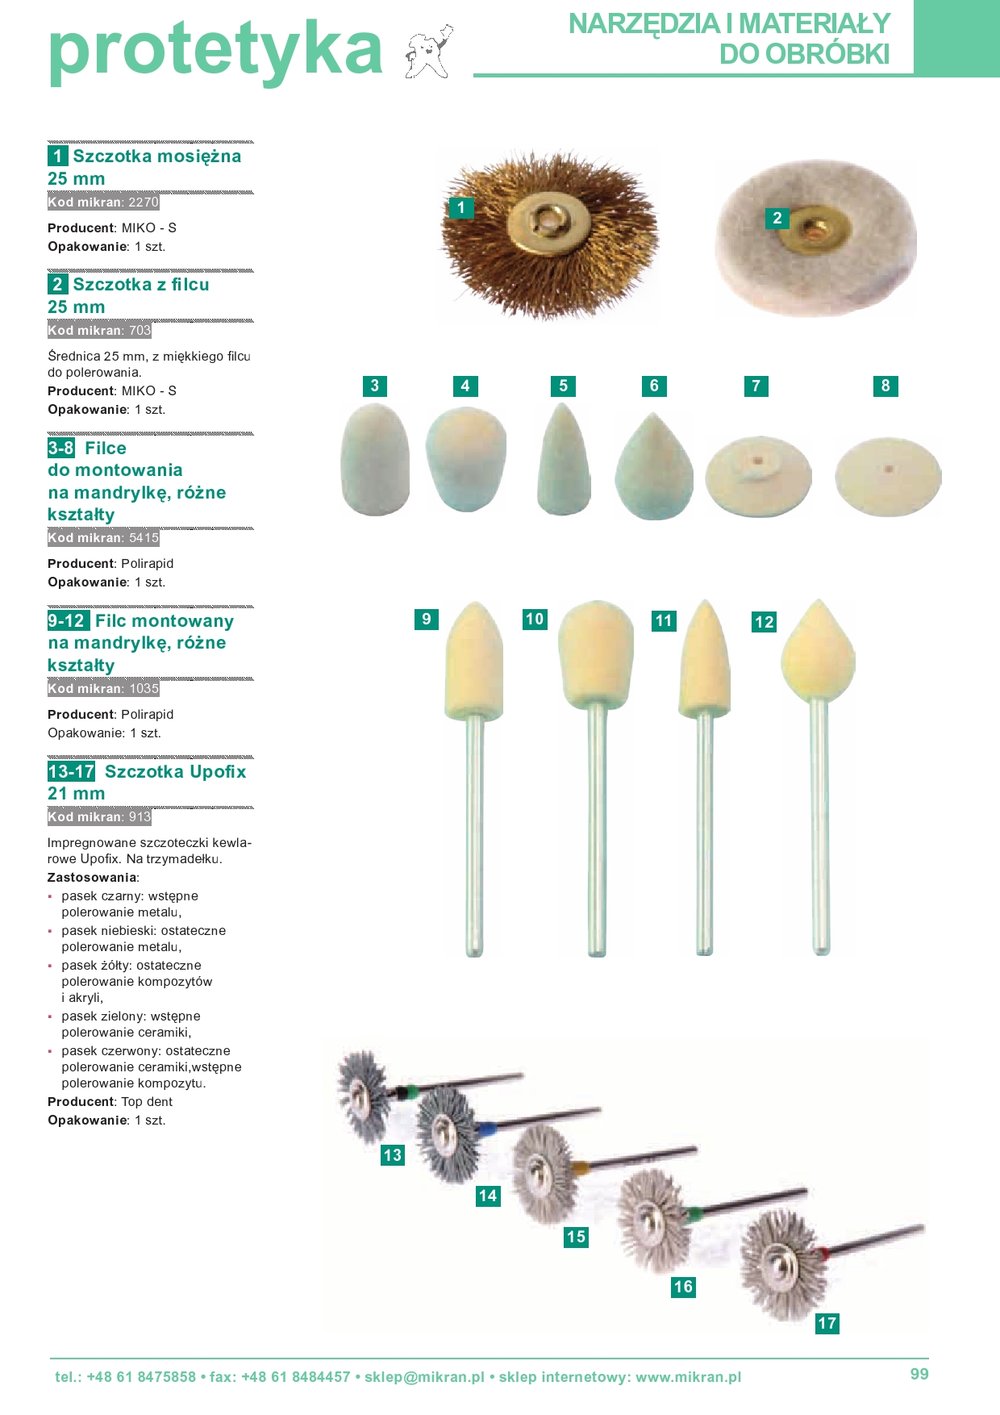 protetyka
NARZĘDZIA I MATERIAŁY
DO OBRÓBKI
1 Szczotka mosiężna
25 mm
Kod mikran: 2270
Producent: MIKO - S
Opakowanie: 1 szt.
2 Szczotka z filcu
25 mm
Kod mikran: 703
Średnica 25 mm, z miękkiego filcu
do polerowania.
Producent: MIKO - S
Opakowanie: 1 szt.
3-8 Filce
do montowania
na mandrylkę, różne
kształty
Kod mikran: 5415
Producent: Polirapid
Opakowanie: 1 szt.
9-12 Filc montowany
na mandrylkę, różne
kształty
Kod mikran: 1035
Producent: Polirapid
Opakowanie: 1 szt.
13-17 Szczotka Upofix
21 mm
Kod mikran: 913
Impregnowane szczoteczki kewla-
rowe Upofix. Na trzymadełku.
Zastosowania:
▪ pasek czarny: wstępne
polerowanie metalu,
▪ pasek niebieski: ostateczne
polerowanie metalu,
▪ pasek żółty: ostateczne
polerowanie kompozytów
i akryli,
▪ pasek zielony: wstępne
polerowanie ceramiki,
▪ pasek czerwony: ostateczne
polerowanie ceramiki,wstępne
polerowanie kompozytu.
Producent: Top dent
Opakowanie: 1 szt.
1
2
3 4 5 6 7 8
9 10 11 12
13
14
15
16
17
tel.: +48 61 8475858 • fax: +48 61 8484457 • sklep@mikran.pl • sklep internetowy: www.mikran.pl
99